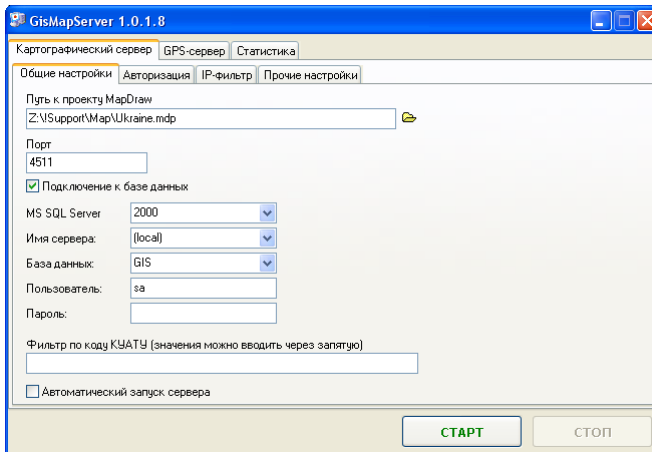 GisMapServer 1.0.1.8
Картографический сервер GPS-сервер Статистика
Общие настройки Авторизация IP-фильтр Прочие настройки
Путь к проекту MapDraw
Z:\!Support\Map\Ukraine.mdp
Порт
4511
Подключение к базе данных
MS SQL Server 2000
Имя сервера: (local)
База данных: GIS
Пользователь: sa
Пароль:
Фильтр по коду КУАТУ (значения можно вводить через запятую)
Автоматический запуск сервера
СТАРТ СТОП